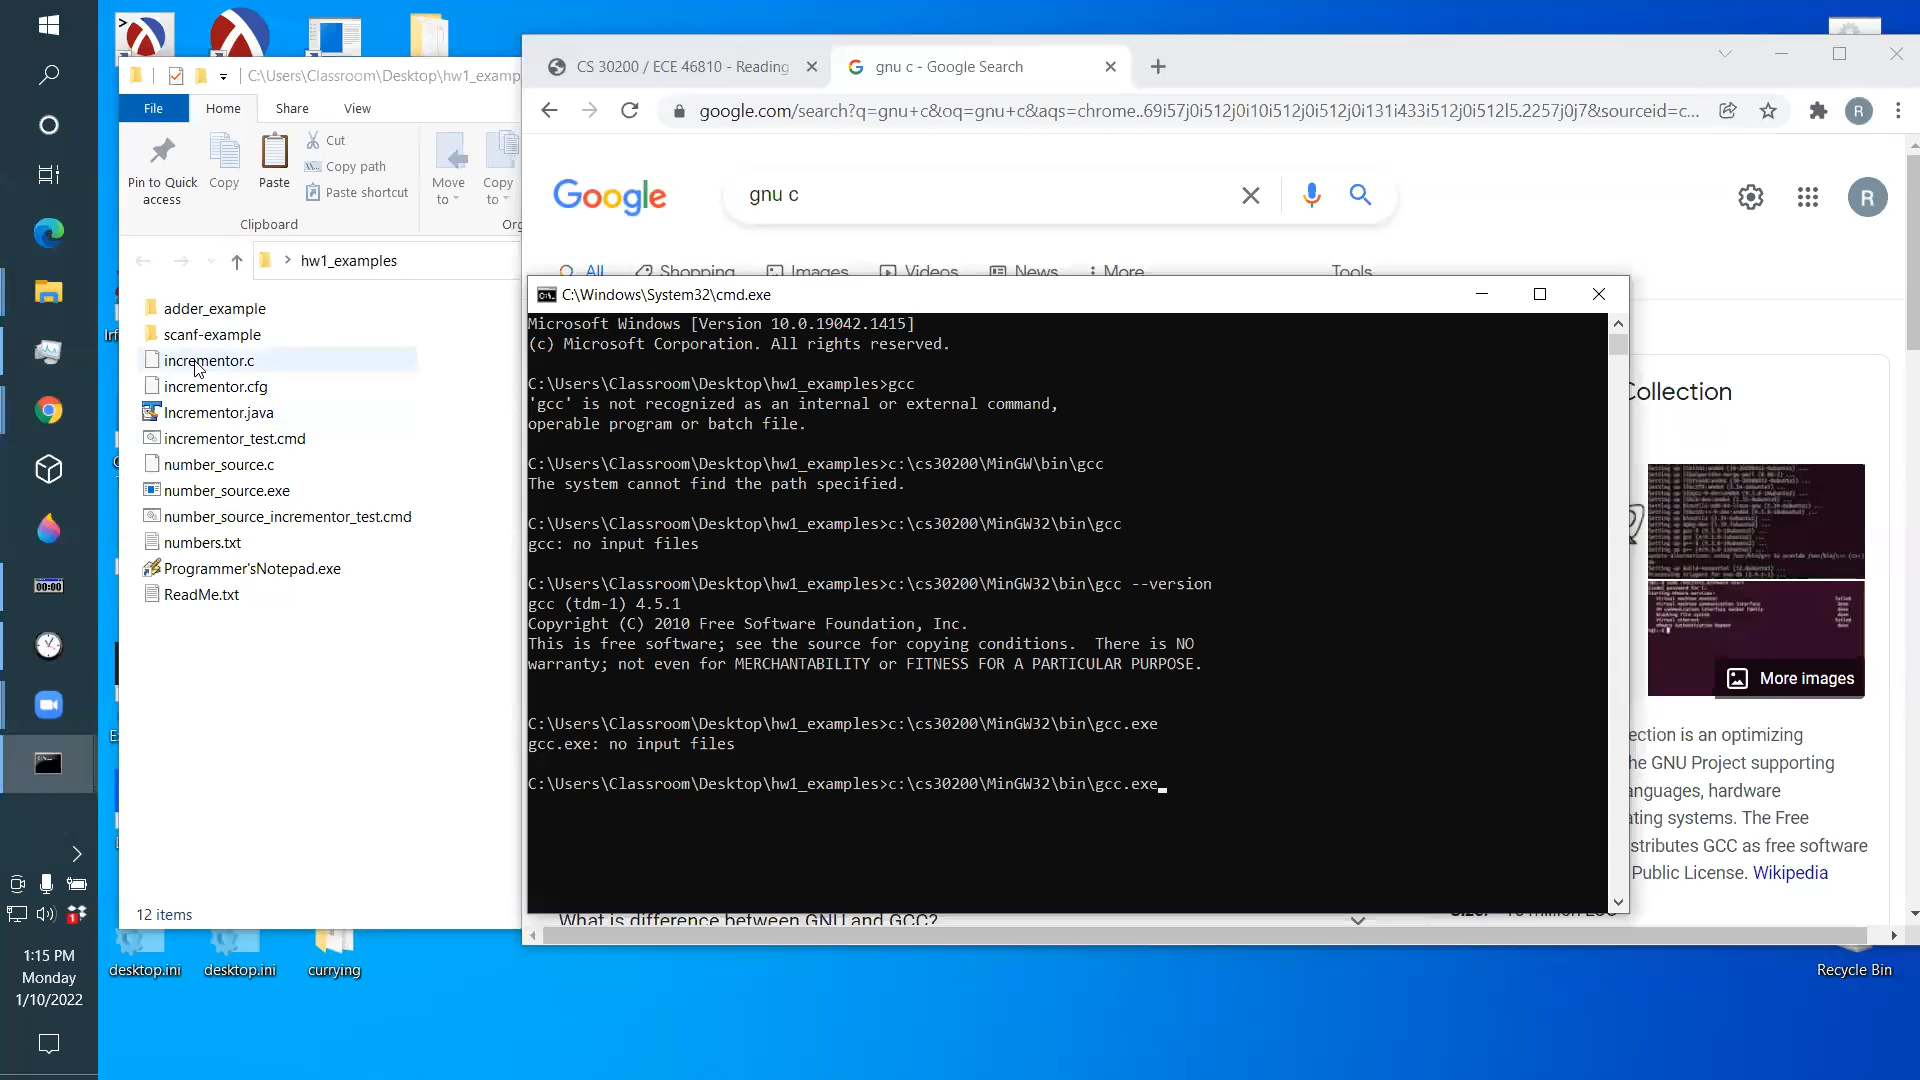 C:\Users\Classroom\Desktop\hw1_examp
File
Home
Share
View
Pin to Quick
access
Copy
Paste
Cut
Copy path
Paste shortcut
Move
to
Copy
to
Clipboard
Org
hw1_examples
adder_example
scanf-example
incrementor.c
incrementor.cfg
Incrementor.java
incrementor_test.cmd
number_source.c
number_source.exe
number_source_incrementor_test.cmd
numbers.txt
Programmer'sNotepad.exe
ReadMe.txt
12 items
CS 30200 / ECE 46810 - Reading
gnu c - Google Search
google.com/search?q=gnu+c&oq=gnu+c&aqs=chrome..69i57j0i512j0i10i512j0i512j0i131i433i512j0i512l5.2257j0j7&sourceid=c...
R
Google
gnu c
R
All
Shopping
Images
Videos
News
More
Tools
C:\Windows\System32\cmd.exe
Microsoft Windows [Version 10.0.19042.1415]
(c) Microsoft Corporation. All rights reserved.
C:\Users\Classroom\Desktop\hw1_examples>gcc
'gcc' is not recognized as an internal or external command,
operable program or batch file.
C:\Users\Classroom\Desktop\hw1_examples>c:\cs30200\MinGW\bin\gcc
The system cannot find the path specified.
C:\Users\Classroom\Desktop\hw1_examples>c:\cs30200\MinGW32\bin\gcc
gcc: no input files
C:\Users\Classroom\Desktop\hw1_examples>c:\cs30200\MinGW32\bin\gcc --version
gcc (tdm-1) 4.5.1
Copyright (C) 2010 Free Software Foundation, Inc.
This is free software; see the source for copying conditions.  There is NO
warranty; not even for MERCHANTABILITY or FITNESS FOR A PARTICULAR PURPOSE.
C:\Users\Classroom\Desktop\hw1_examples>c:\cs30200\MinGW32\bin\gcc.exe
gcc.exe: no input files
C:\Users\Classroom\Desktop\hw1_examples>c:\cs30200\MinGW32\bin\gcc.exe
Collection
More images
ection is an optimizing
he GNU Project supporting
anguages, hardware
ating systems. The Free
stributes GCC as free software
Public License. Wikipedia
What is difference between GNU and GCC?
00:00
1
1:15 PM
Monday
1/10/2022
desktop.ini
desktop.ini
currying
Recycle Bin